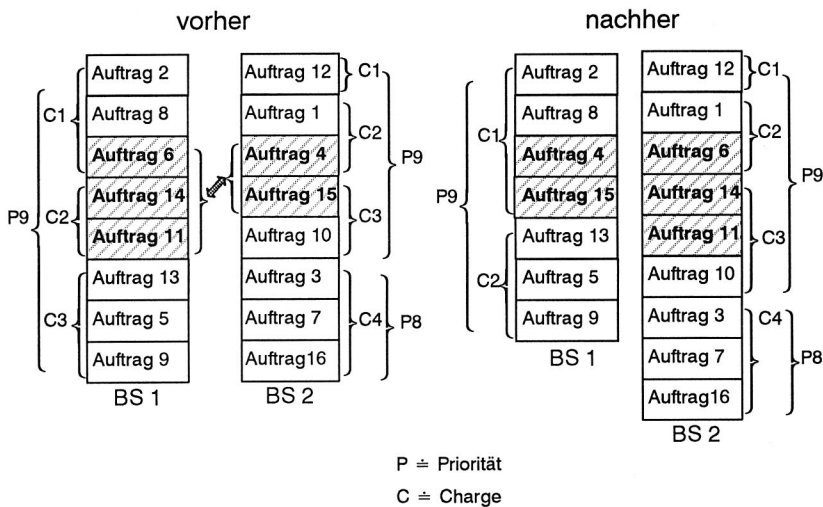 vorher
nachher
Auftrag 2
Auftrag 8
Auftrag 6
Auftrag 14
Auftrag 11
Auftrag 13
Auftrag 5
Auftrag 9
BS 1
C1
C2
C3
P9
Auftrag 12
Auftrag 1
Auftrag 4
Auftrag 15
Auftrag 10
Auftrag 3
Auftrag 7
Auftrag16
BS 2
C1
C2
C3
C4
P9
P8
Auftrag 2
Auftrag 8
Auftrag 4
Auftrag 15
Auftrag 13
Auftrag 5
Auftrag 9
BS 1
C1
C2
P9
Auftrag 12
Auftrag 1
Auftrag 6
Auftrag 14
Auftrag 11
Auftrag 10
Auftrag 3
Auftrag 7
Auftrag16
BS 2
C1
C2
C3
C4
P9
P8
P ≐ Priorität
C ≐ Charge